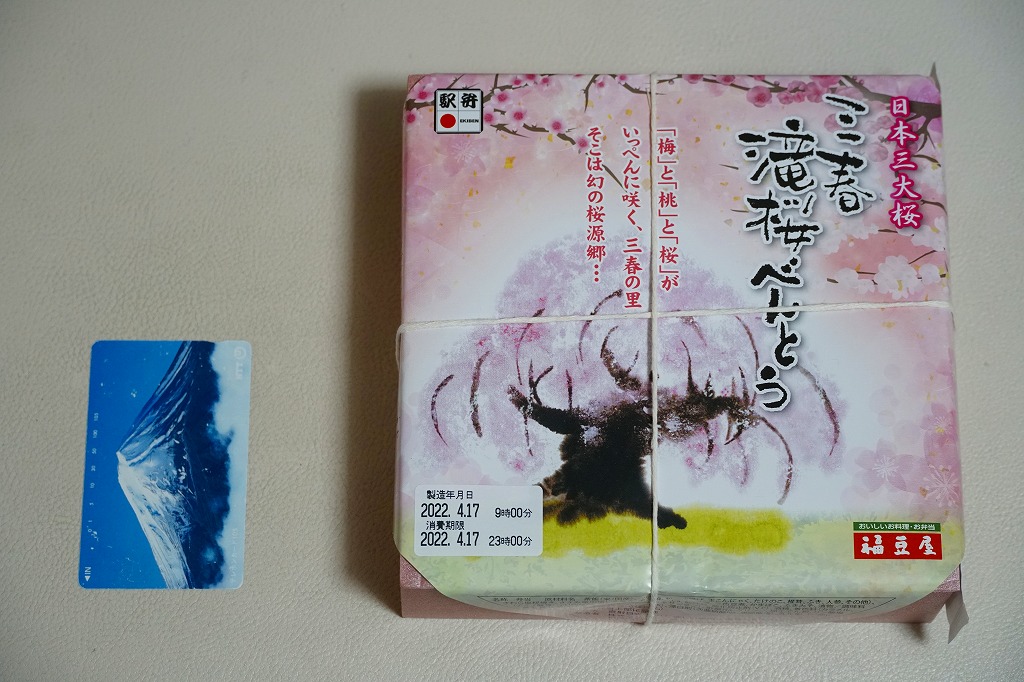 駅弁
EKIBEN
日本三大桜
三春
滝桜べんとう
「梅」と「桃」と「桜」が
いっぺんに咲く、三春の里
そこは幻の桜源郷…
製造年月日
2022. 4.17 9時00分
消費期限
2022. 4.17 23時00分
おいしいお料理・お弁当
福豆屋
IN